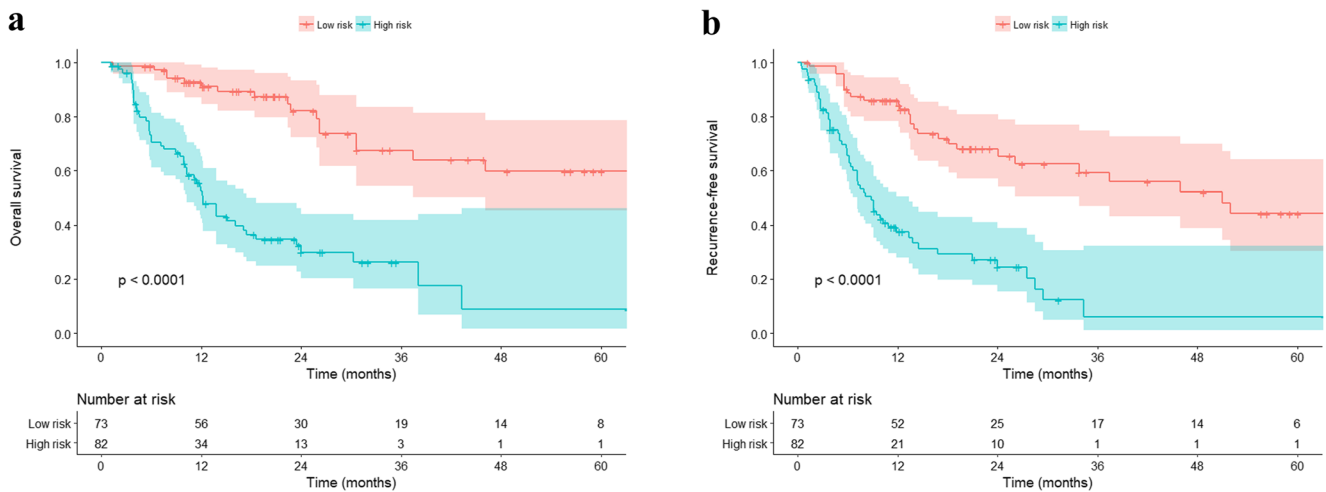 a
Low risk High risk
Overall survival
1.0
0.8
0.6
0.4
0.2
0.0
p < 0.0001
0 12 24 36 48 60
Time (months)
Number at risk
Low risk 73 56 30 19 14 8
High risk 82 34 13 3 1 1
0 12 24 36 48 60
Time (months)
b
Low risk High risk
Recurrence-free survival
1.0
0.8
0.6
0.4
0.2
0.0
p < 0.0001
0 12 24 36 48 60
Time (months)
Number at risk
Low risk 73 52 25 17 14 6
High risk 82 21 10 1 1 1
0 12 24 36 48 60
Time (months)